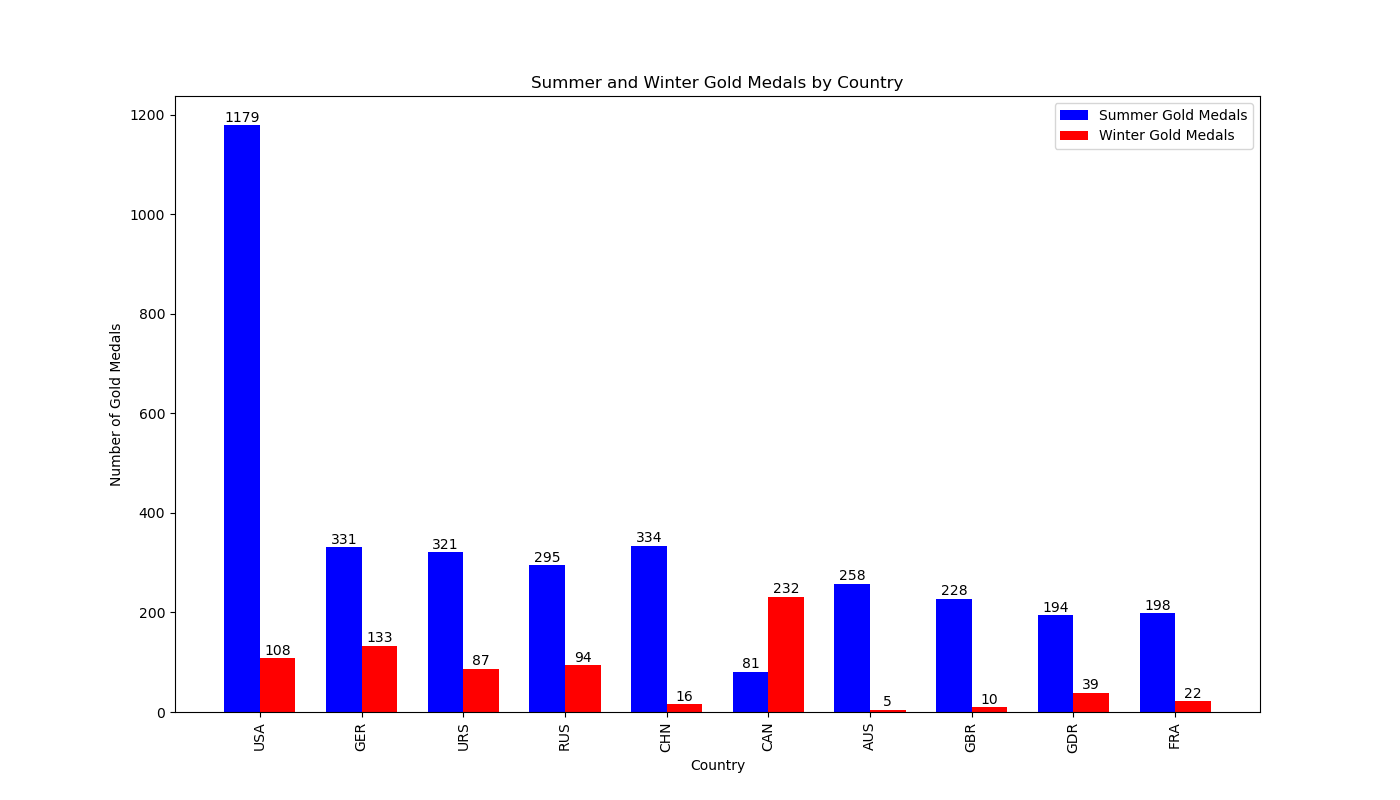 Summer and Winter Gold Medals by Country
Summer Gold Medals
Winter Gold Medals
Number of Gold Medals
1200
1000
800
600
400
200
0
1179
108
331
133
321
87
295
94
334
16
81
232
258
5
228
10
194
39
198
22
USA
GER
URS
RUS
CHN
CAN
AUS
GBR
GDR
FRA
Country